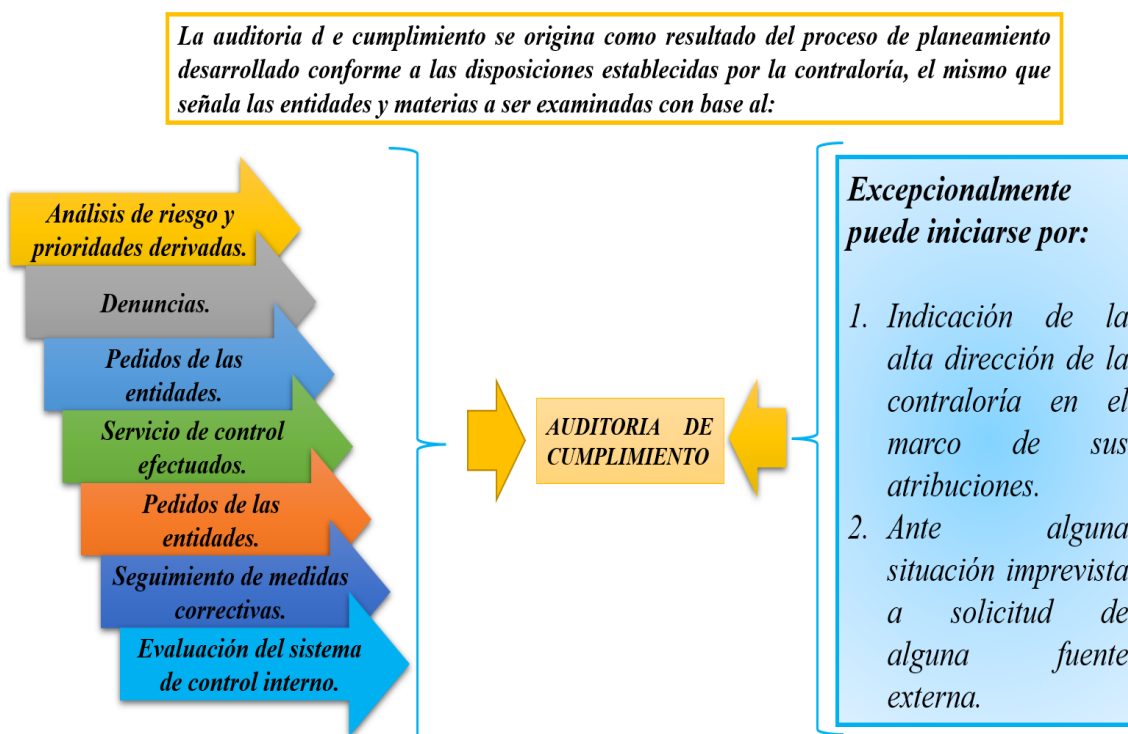 La auditoria d e cumplimiento se origina como resultado del proceso de planeamiento
desarrollado conforme a las disposiciones establecidas por la contraloría, el mismo que
señala las entidades y materias a ser examinadas con base al:
Análisis de riesgo y
prioridades derivadas.
Denuncias.
Pedidos de las
entidades.
Servicio de control
efectuados.
Pedidos de las
entidades.
Seguimiento de medidas
correctivas.
Evaluación del sistema
de control interno.
AUDITORIA DE
CUMPLIMIENTO
Excepcionalmente
puede iniciarse por:
1. Indicación de la
alta dirección de la
contraloría en el
marco de sus
atribuciones.
2. Ante alguna
situación imprevista
a solicitud de
alguna fuente
externa.